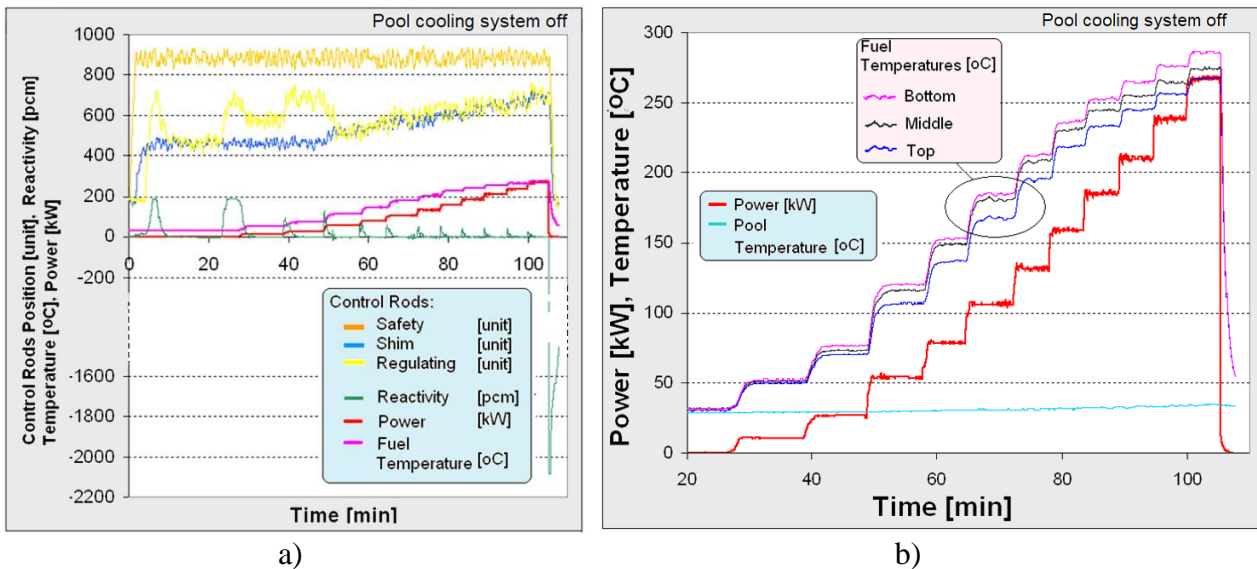 Pool cooling system off
Control Rods Position [unit], Reactivity [pcm]
Temperature [ºC], Power [kW]
1000
800
600
400
200
0
-200
-1600
-1800
-2000
-2200
0
20
40
60
80
100
Control Rods:
Safety [unit]
Shim [unit]
Regulating [unit]
Reactivity [pcm]
Power [kW]
Fuel
Temperature [oC]
Time [min]
a)
Pool cooling system off
Power [kW], Temperature [ºC]
300
250
200
150
100
50
0
20
40
60
80
100
Fuel
Temperatures [oC]
Bottom
Middle
Top
Power [kW]
Pool
Temperature [oC]
Time [min]
b)